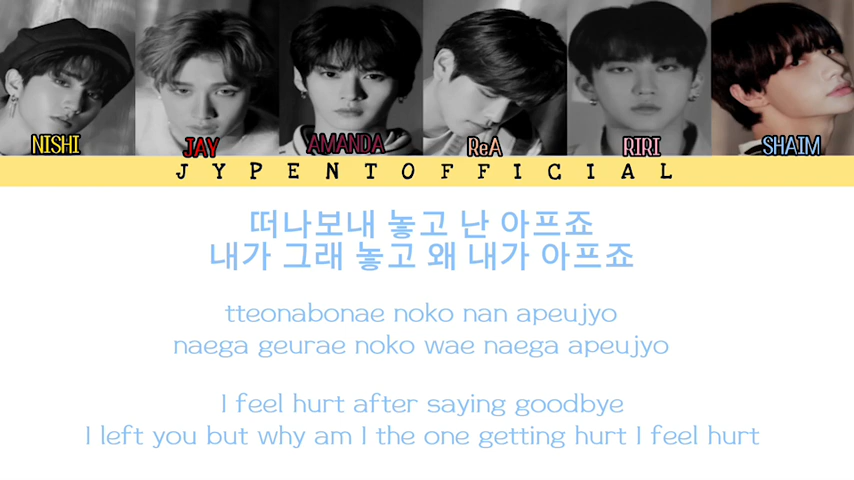 NISHI JAY AMANDA ReA RIRI SHAIM
JYPENTOFFICIAL
떠나보내 놓고 난 아프죠
내가 그래 놓고 왜 내가 아프죠
tteonabonae noko nan apeujyo
naega geurae noko wae naega apeujyo
I feel hurt after saying goodbye
I left you but why am I the one getting hurt I feel hurt